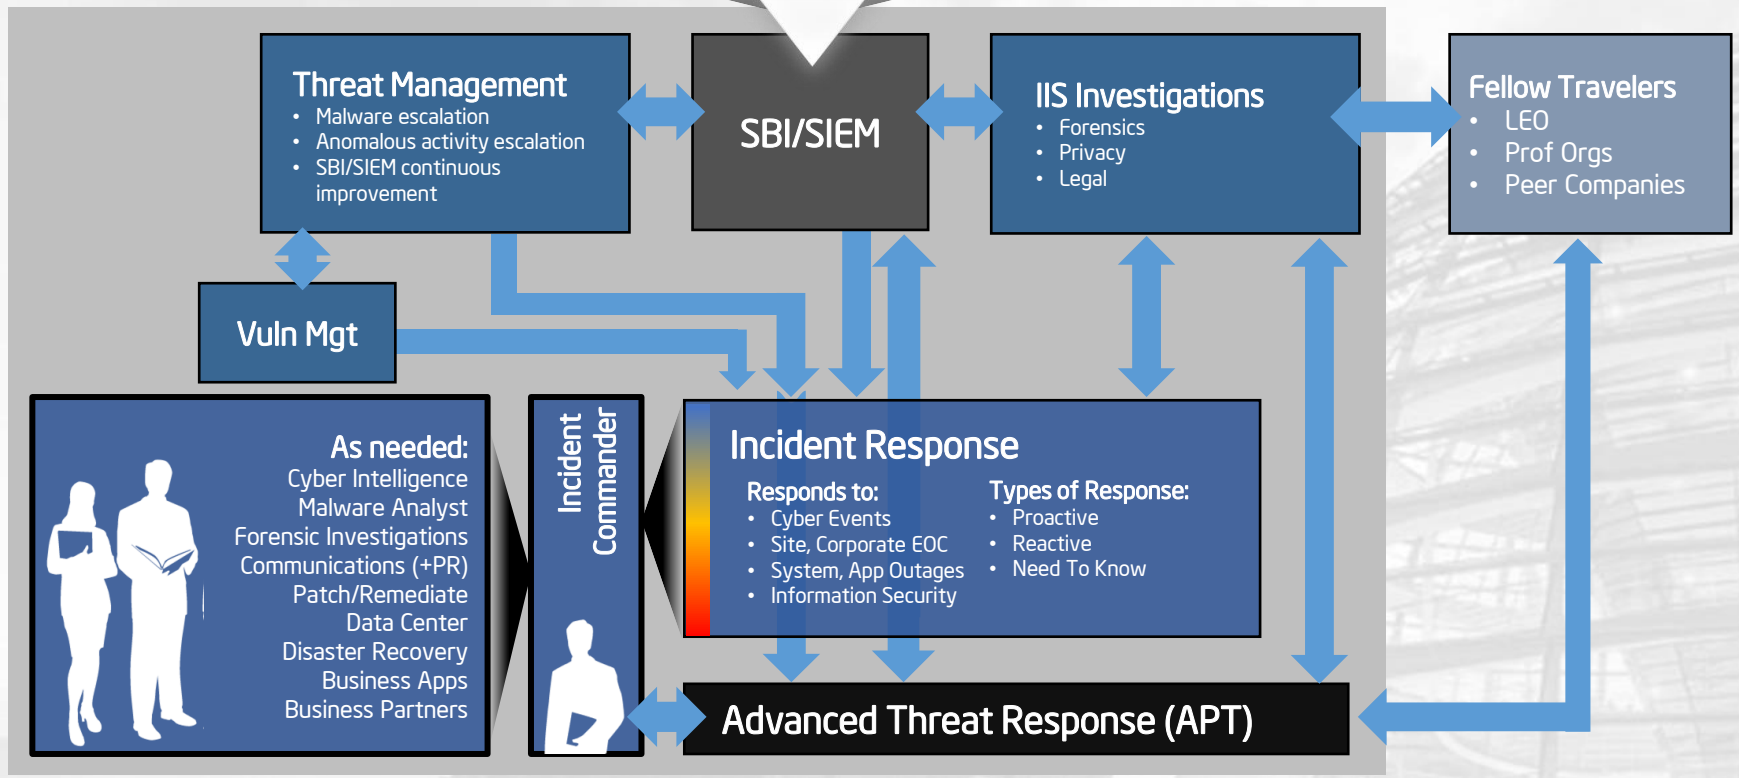 Threat Management
• Malware escalation
• Anomalous activity escalation
• SBI/SIEM continuous
improvement
SBI/SIEM
IIS Investigations
• Forensics
• Privacy
• Legal
Fellow Travelers
• LEO
• Prof Orgs
• Peer Companies
Vuln Mgt
As needed:
Cyber Intelligence
Malware Analyst
Forensic Investigations
Communications (+PR)
Patch/Remediate
Data Center
Disaster Recovery
Business Apps
Business Partners
Incident
Commander
Incident Response
Responds to:
• Cyber Events
• Site, Corporate EOC
• System, App Outages
• Information Security
Types of Response:
• Proactive
• Reactive
• Need To Know
Advanced Threat Response (APT)